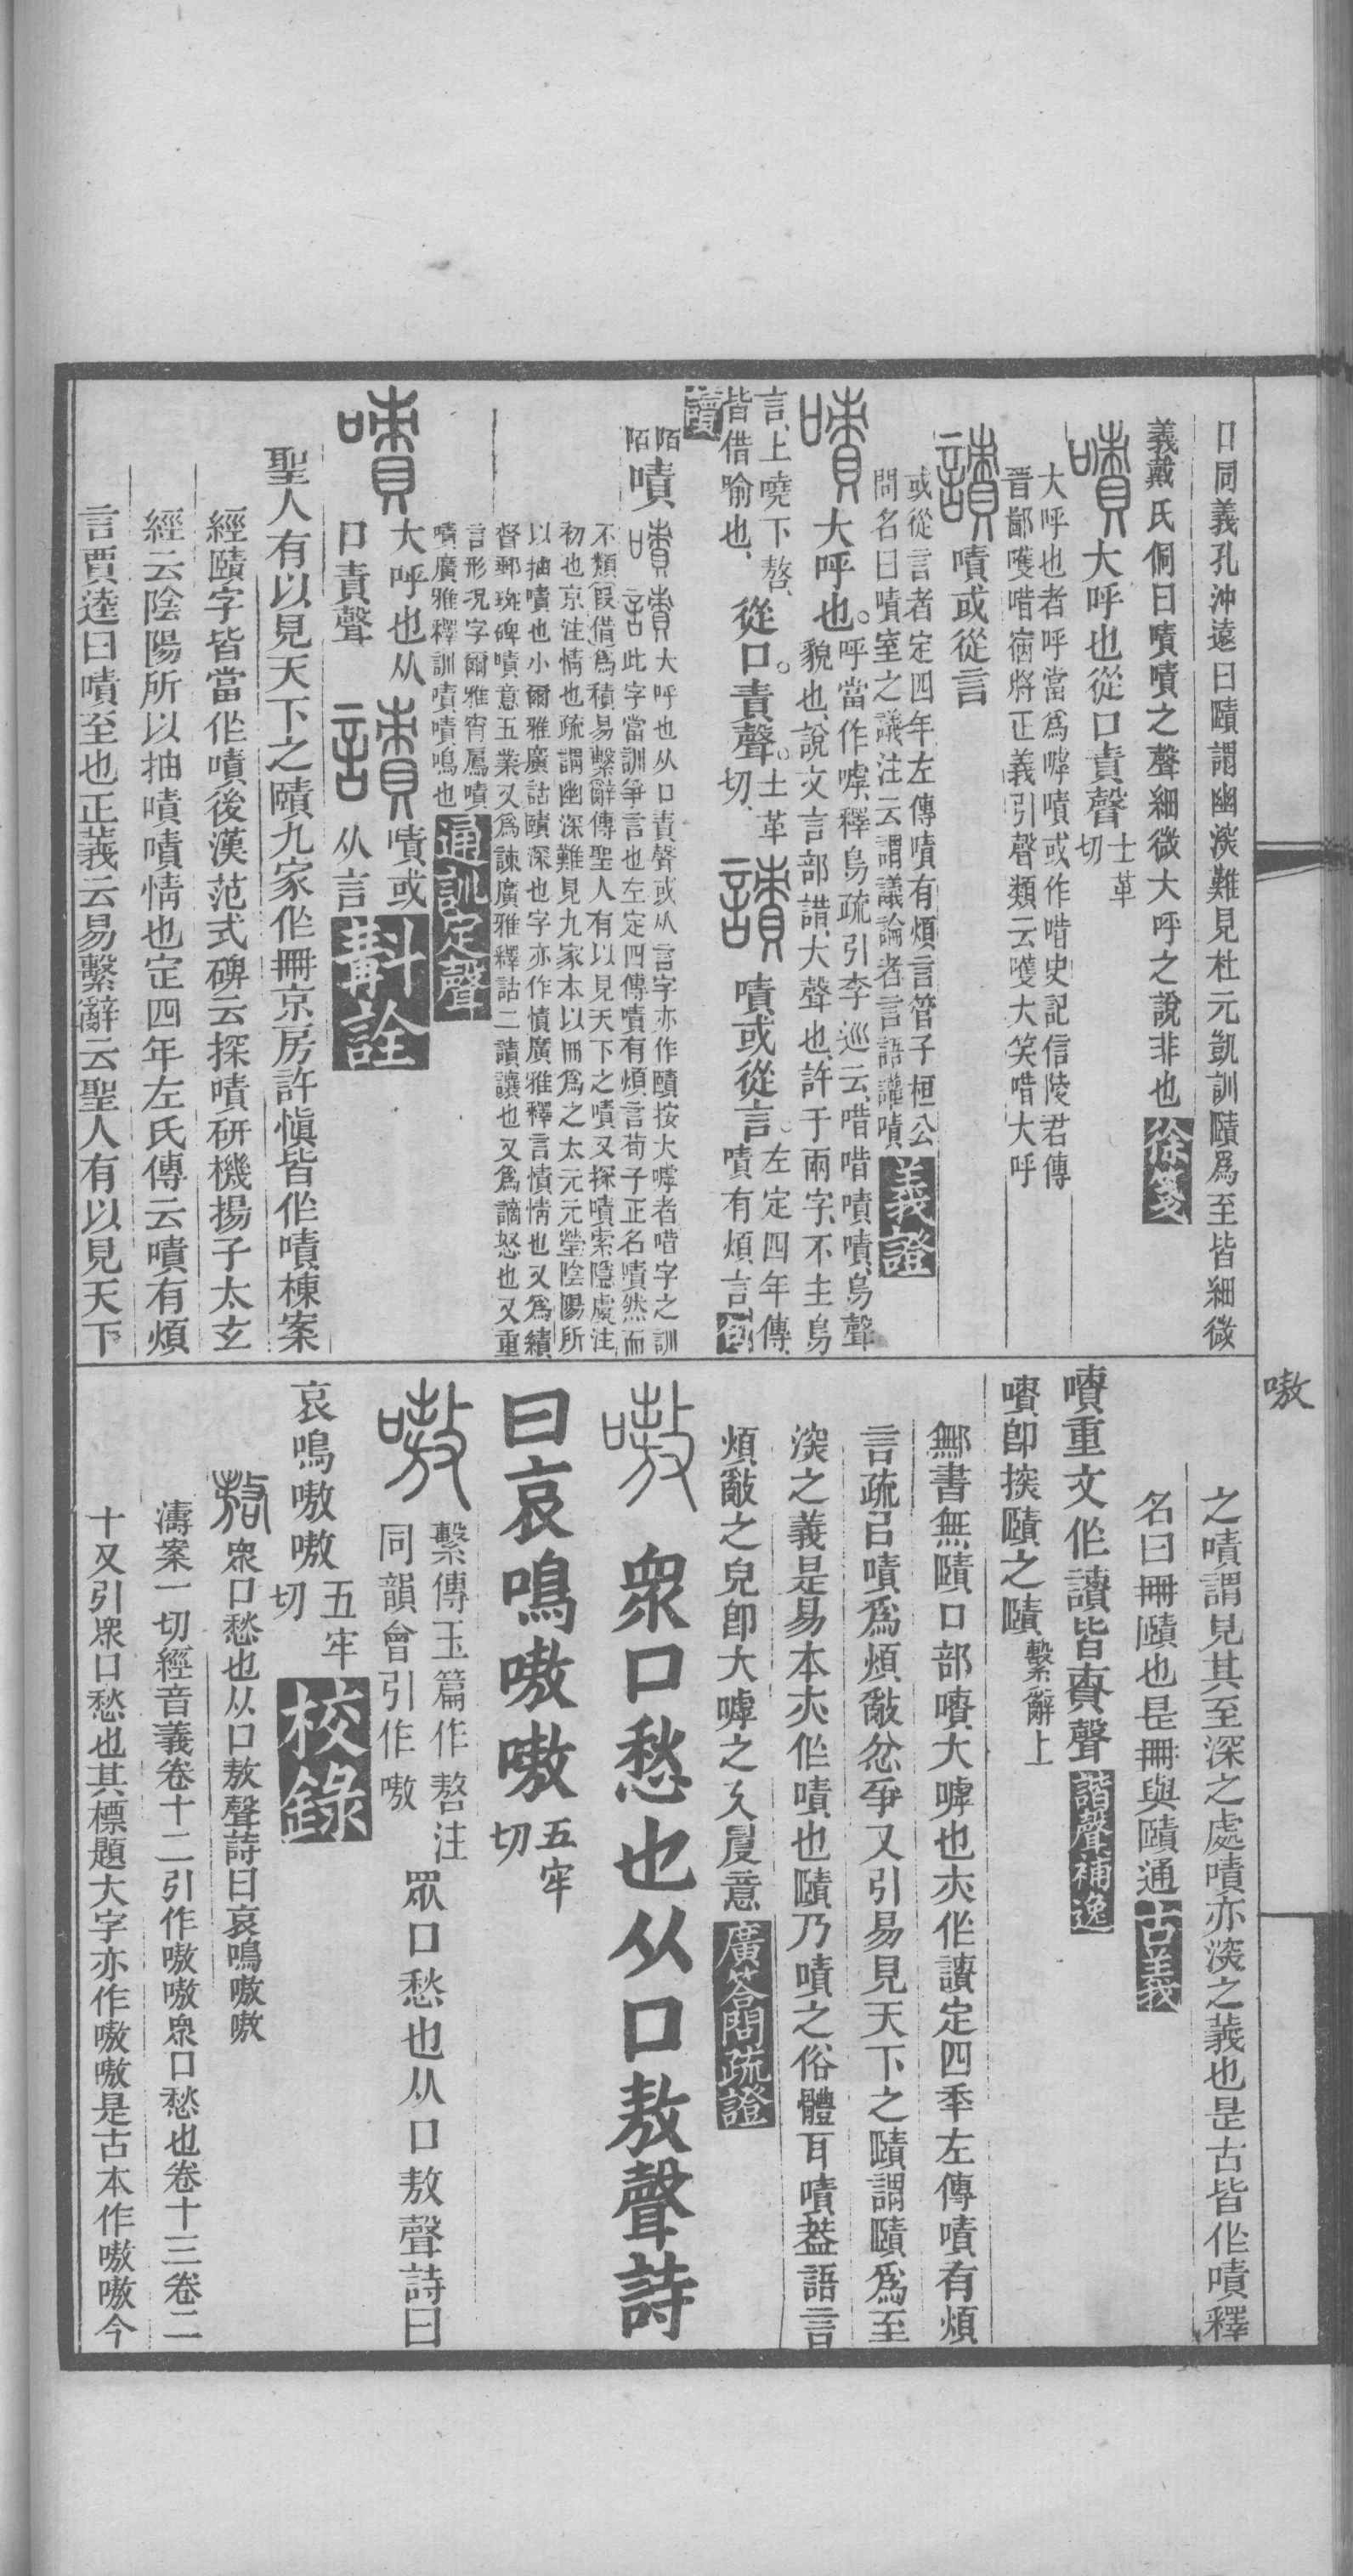 口同義孔沖遠曰賾謂幽湥難見杜元凱訓賾爲至皆細微
義戴氏侗曰嘖嘖之聲細微大呼之說非也徐箋
嘖大呼也從口責聲士革切
大呼也者呼當爲嘑嘖或作唶史記信陵君傳
晉鄙嚄唶宿將正義引聲類云嚄大笑唶大呼
讀嘖或從言
或從言者定四年左傳嘖有煩言管子桓公
問名曰嘖室之議注云謂議論者言語讙嘖義證
嘖大呼也。呼當作嘑、釋鳥疏引李巡云、唶唶嘖嘖、鳥聲
貌也、說文言部譜、大聲也、許于兩字、不主鳥
言、上嘵下嗸、
皆借喻也、從口。責聲。士革切、 讀嘖或從言。左定四年傳、
嘖有煩言句
讀
陌陌嘖大呼也从口責聲或从言字亦作賾按大嘑者唶字之訓
此字當訓爭言也左定四傳嘖有煩言荀子正名嘖然而
不類〔叚借〕爲積易繫辭傳聖人有以見天下之嘖又探嘖索隱虞注
初也京注情也疏謂幽深難見九家本以冊爲之太元元瑩陰陽所
以抽嘖也小爾雅廣詁賾深也字亦作憤廣雅釋言憤情也又爲績
督郵斑碑嘖意五業又爲諫廣雅釋詁二讀讓也又爲謫怒也又重
言形況字爾雅宵鳸嘖
嘖廣雅釋訓嘖嘖鳴也通訓定聲
嘖大呼也从口責聲讀嘖或从言斠詮
聖人有以見天下之賾九家作冊京房許愼皆作嘖棟案
經賾字皆當作嘖後漢范式碑云探嘖研機揚子太玄
經云陰陽所以抽嘖嘖情也定四年左氏傳云嘖有煩
言賈逵曰嘖至也正義云易繫辭云聖人有以見天下
之嘖謂見其至深之處嘖亦湥之義也是古皆作嘖釋
名曰冊賾也是冊與賾通古義
嘖重文作讀皆責聲諧聲補逸
嘖卽探賾之賾繫辭上
鄦書無賾口部嘖大嘑也亦作讀定四年左傳嘖有煩
言疏㠯嘖爲煩敽忿爭又引易見天下之賾謂賾爲至
湥之義是易本亦作嘖也賾乃嘖之俗體耳嘖葢語言
煩敽之皃卽大嘑之引申意廣答問疏證
嗷眾口愁也从口敖聲詩
曰哀鳴嗷嗷五牢切
嗷繫傳玉篇作嗸注
同韻會引作嗷眾口愁也从口敖聲詩曰
哀鳴嗷嗷五牢切校錄
嗸眾口愁也从口敖聲詩曰哀鳴嗷嗷
濤案一切經音義卷十二引作嗷嗷眾口愁也卷十三卷二
十又引眾口愁也其標題大字亦作嗷嗷是古本作嗷嗷今
嗷